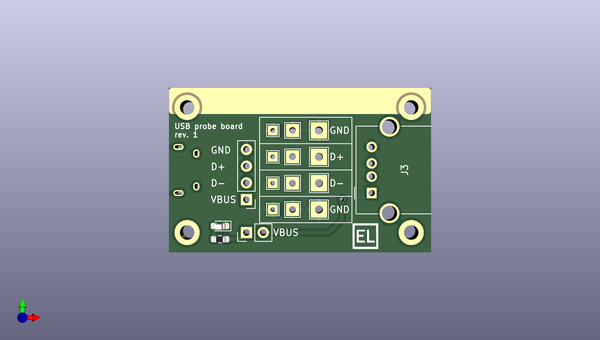 USB probe board
rev. 1
GND
D+
D-
VBUS
GND
D+
D-
GND
VBUS
J3
EL